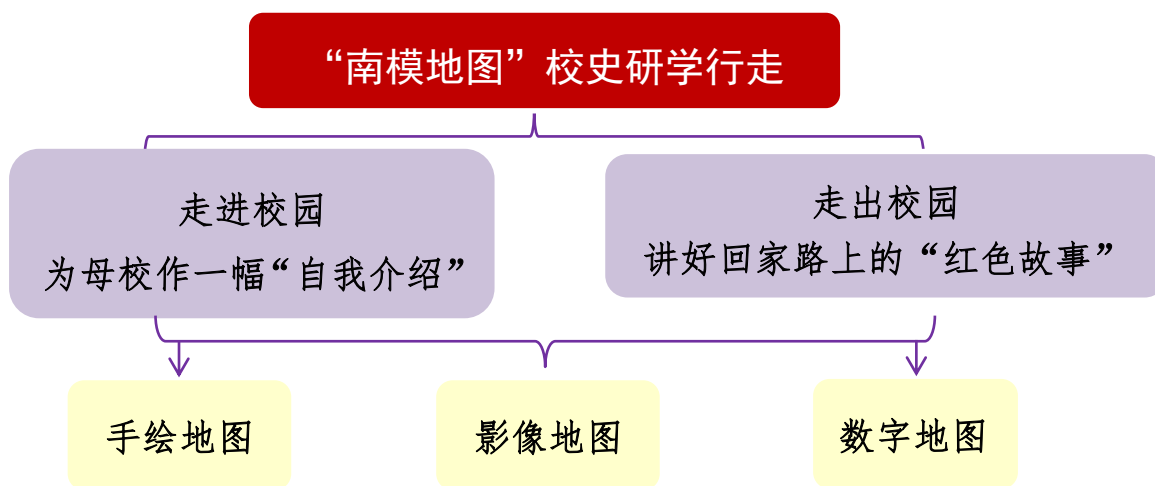 “南模地图”校史研学行走
走进校园
为母校作一幅“自我介绍”
走出校园
讲好回家路上的“红色故事”
手绘地图
影像地图
数字地图